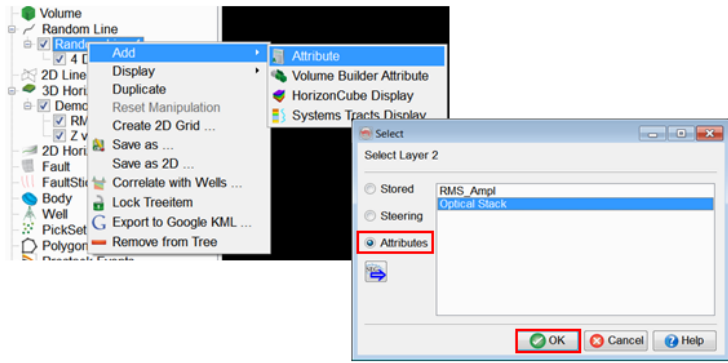 Volume
Random Line
Rando
4 D
2D Line
3D Hori
Demo
RM
Z v
2D Hori
Fault
FaultStic
Body
Well
PickSet
Polygon
Add
Display
Duplicate
Reset Manipulation
Create 2D Grid ...
Save as ...
Save as 2D ...
Correlate with Wells ...
Lock Treeitem
Export to Google KML ...
Remove from Tree
Attribute
Volume Builder Attribute
HorizonCube Display
Systems Tracts Display
Select
Select Layer 2
Stored
Steering
Attributes
RMS_Ampl
Optical Stack
OK
Cancel
Help